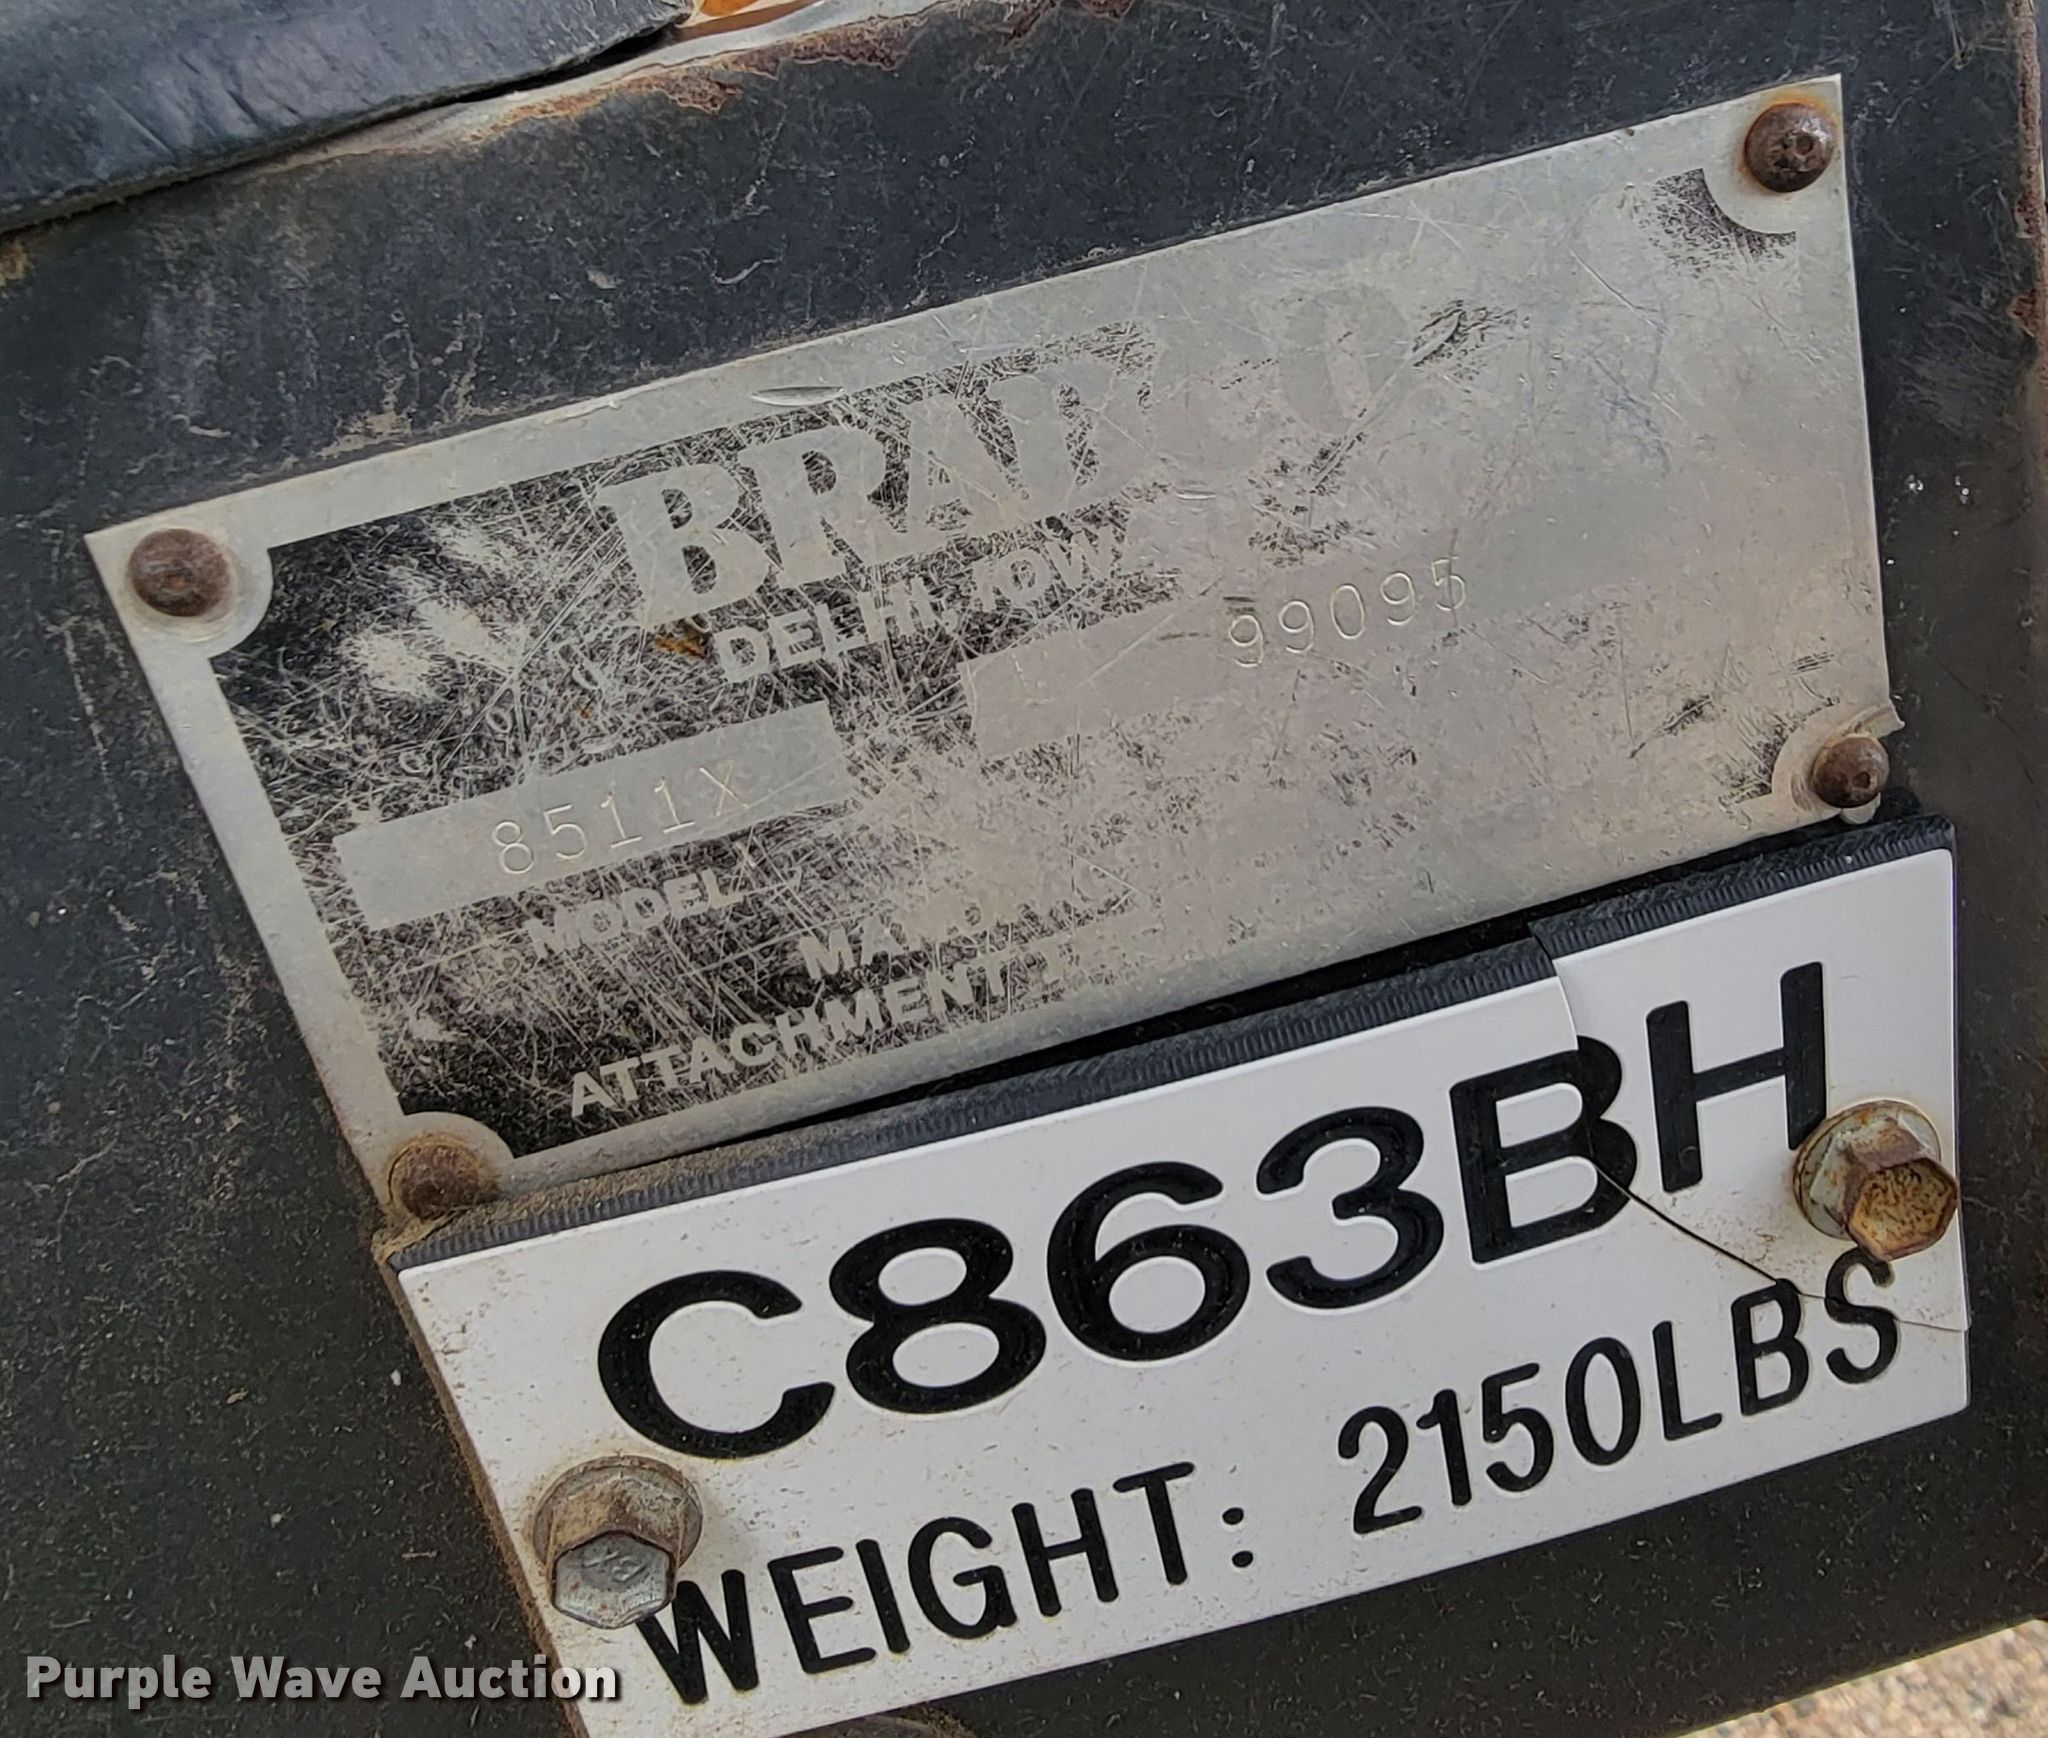 BRAD
DELHI, IOW
99095
8511X
MODEL
ATTACHMENT
C863BH
WEIGHT: 2150LBS
Purple Wave Auction